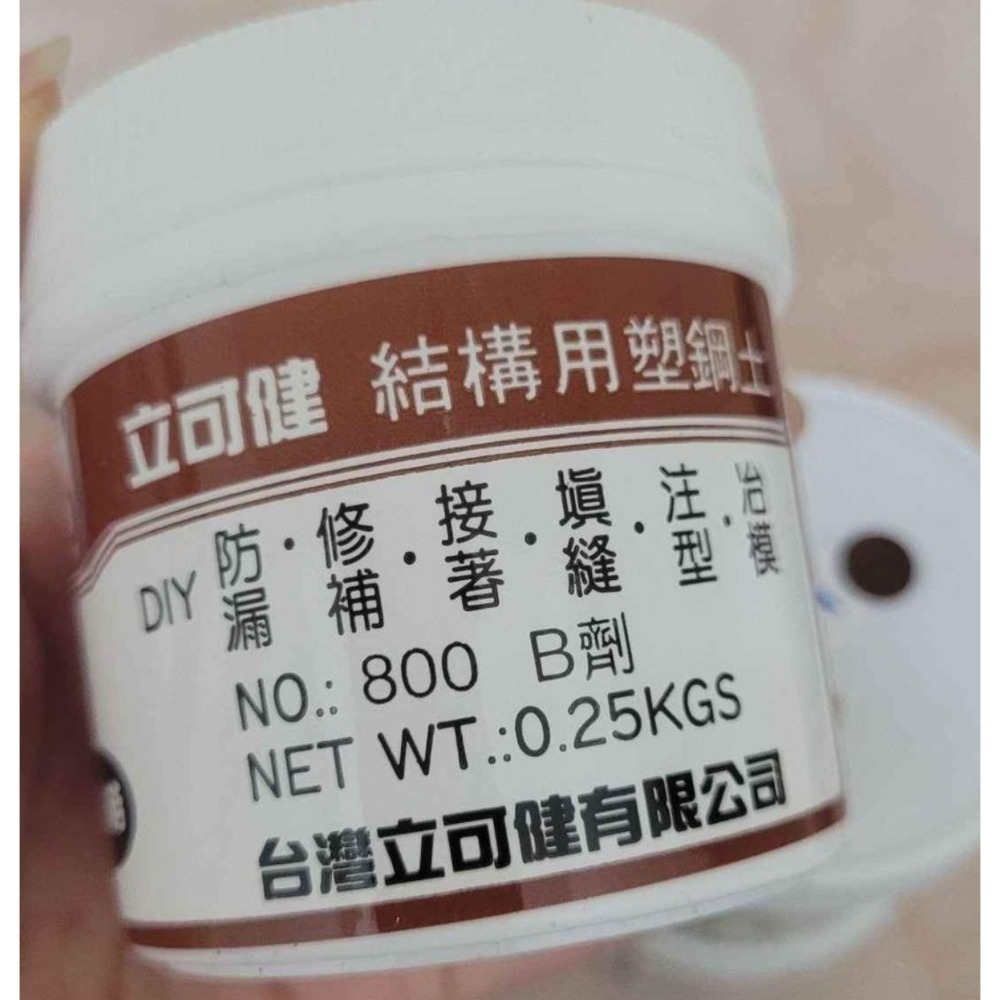 立可健 結構用塑鋼土
DIY 防漏・修補・接著・填縫・注型・治模
NO.: 800 B劑
NET WT.:0.25KGS
台灣立可健有限公司